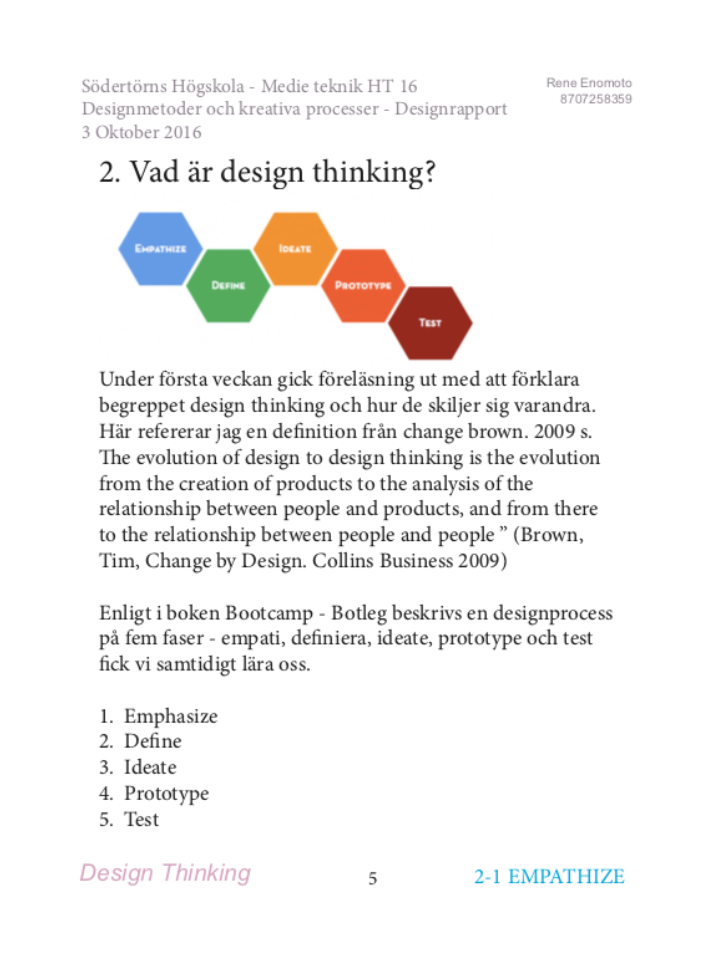 Södertörns Högskola - Medie teknik HT 16
Rene Enomoto
Designmetoder och kreativa processer - Designrapport
8707258359
3 Oktober 2016
2. Vad är design thinking?
EMPATHIZE
IDEATE
DEFINE
PROTOTYPE
TEST
Under första veckan gick föreläsning ut med att förklara
begreppet design thinking och hur de skiljer sig varandra.
Här refererar jag en definition från change brown. 2009 s.
The evolution of design to design thinking is the evolution
from the creation of products to the analysis of the
relationship between people and products, and from there
to the relationship between people and people ” (Brown,
Tim, Change by Design. Collins Business 2009)
Enligt i boken Bootcamp - Botleg beskrivs en designprocess
på fem faser - empati, definiera, ideate, prototype och test
fick vi samtidigt lära oss.
1. Emphasize
2. Define
3. Ideate
4. Prototype
5. Test
Design Thinking
5
2-1 EMPATHIZE